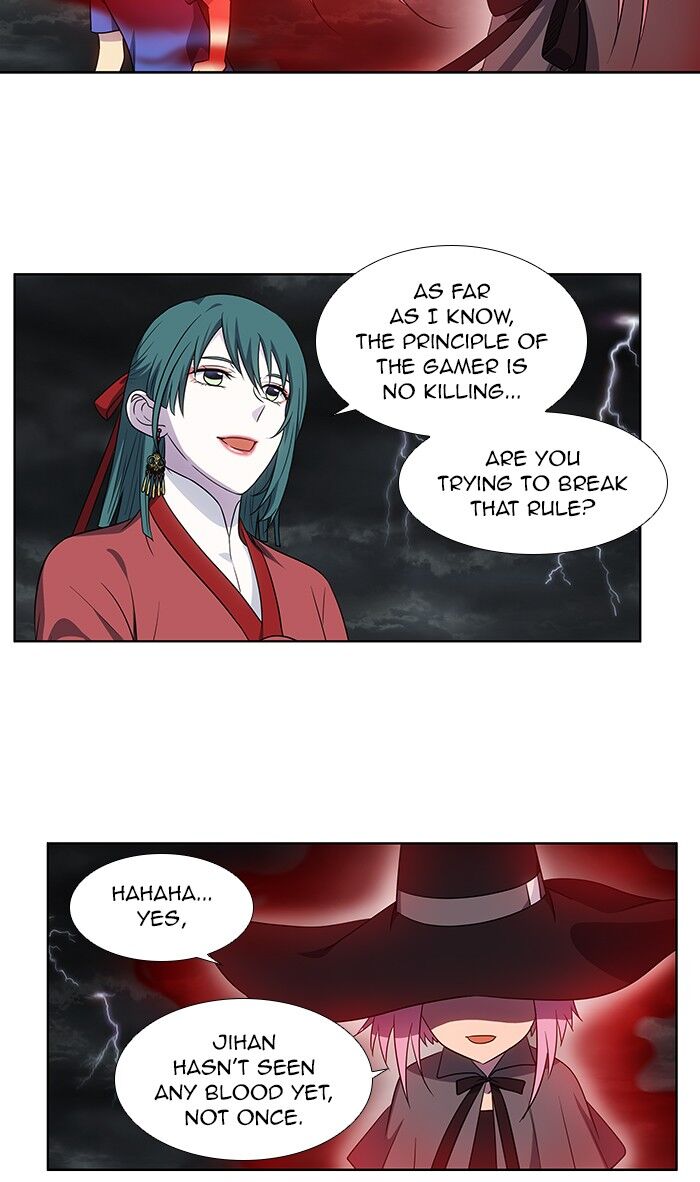 AS FAR
AS I KNOW,
THE PRINCIPLE OF
THE GAMER IS
NO KILLING...
ARE YOU
TRYING TO BREAK
THAT RULE?
HAHAHA...
YES,
JIHAN
HASN'T SEEN
ANY BLOOD YET,
NOT ONCE.